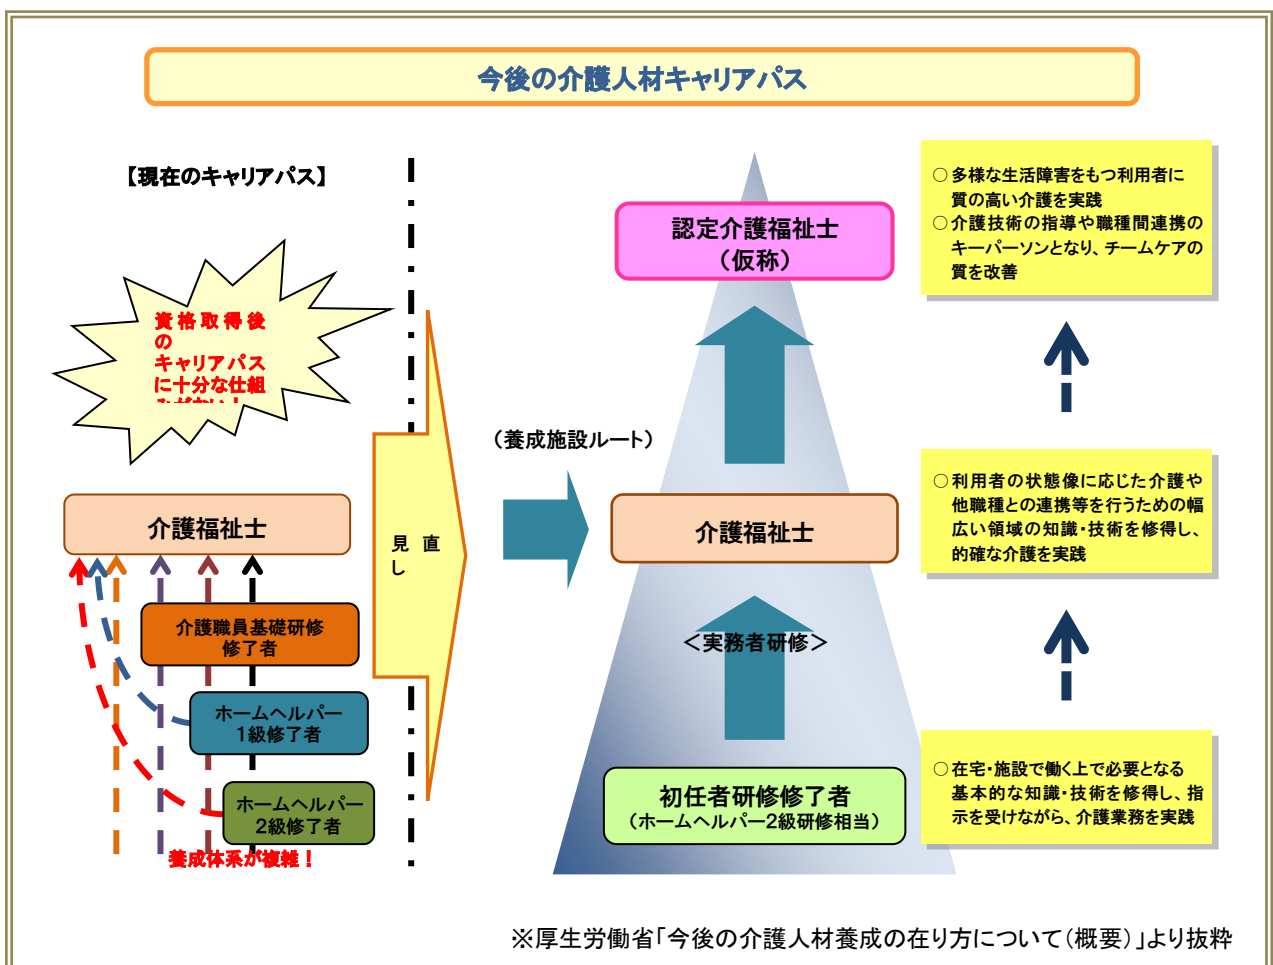 今後の介護人材キャリアパス
【現在のキャリアパス】
資格取得後
の
キャリアパス
に十分な仕組
介護福祉士
介護職員基礎研修
修了者
ホームヘルパー
1級修了者
ホームヘルパー
2級修了者
養成体系が複雑！
見直
し
（養成施設ルート）
認定介護福祉士
（仮称）
介護福祉士
＜実務者研修＞
初任者研修修了者
（ホームヘルパー2級研修相当）
○多様な生活障害をもつ利用者に
質の高い介護を実践
○介護技術の指導や職種間連携の
キーパーソンとなり、チームケアの
質を改善
○利用者の状態像に応じた介護や
他職種との連携等を行うための幅
広い領域の知識・技術を修得し、
的確な介護を実践
○在宅・施設で働く上で必要となる
基本的な知識・技術を修得し、指
示を受けながら、介護業務を実践
※厚生労働省「今後の介護人材養成の在り方について（概要）」より抜粋